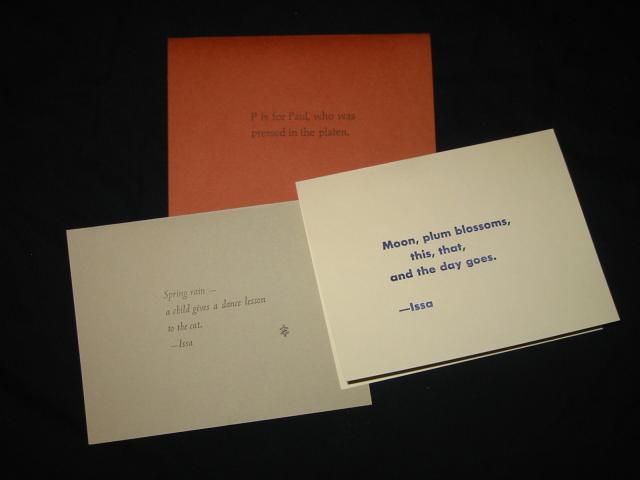 P is for Paul, who was
pressed in the platen.
Moon, plum blossoms,
this, that,
and the day goes.
—Issa
Spring rain —
a child gives a dance lesson
to the cat.
—Issa